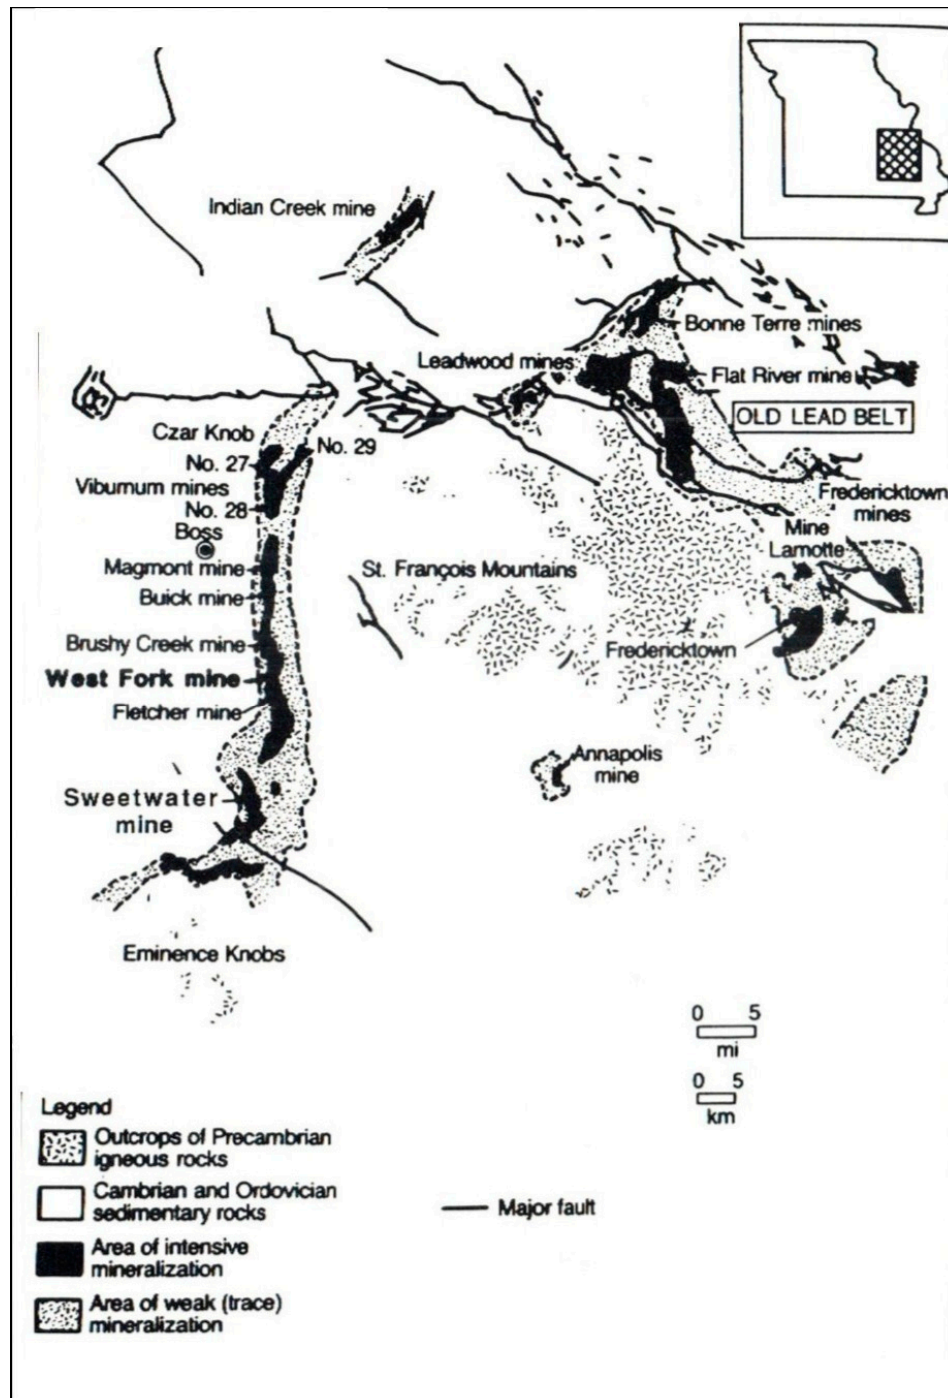 Indian Creek mine
Bonne Terre mines
Leadwood mines
Flat River mine
OLD LEAD BELT
Czar Knob
No. 29
No. 27
Viburnum mines
No. 28
Fredericktown
mines
Boss
Mine
Lamotte
Magmont mine
St. François Mountains
Buick mine
Brushy Creek mine
Fredericktown
West Fork mine
Fletcher mine
Annapolis
mine
Sweetwater
mine
Eminence Knobs
0 5
mi
0 5
km
Legend
Outcrops of Precambrian
igneous rocks
Cambrian and Ordovician
sedimentary rocks
Major fault
Area of intensive
mineralization
Area of weak (trace)
mineralization